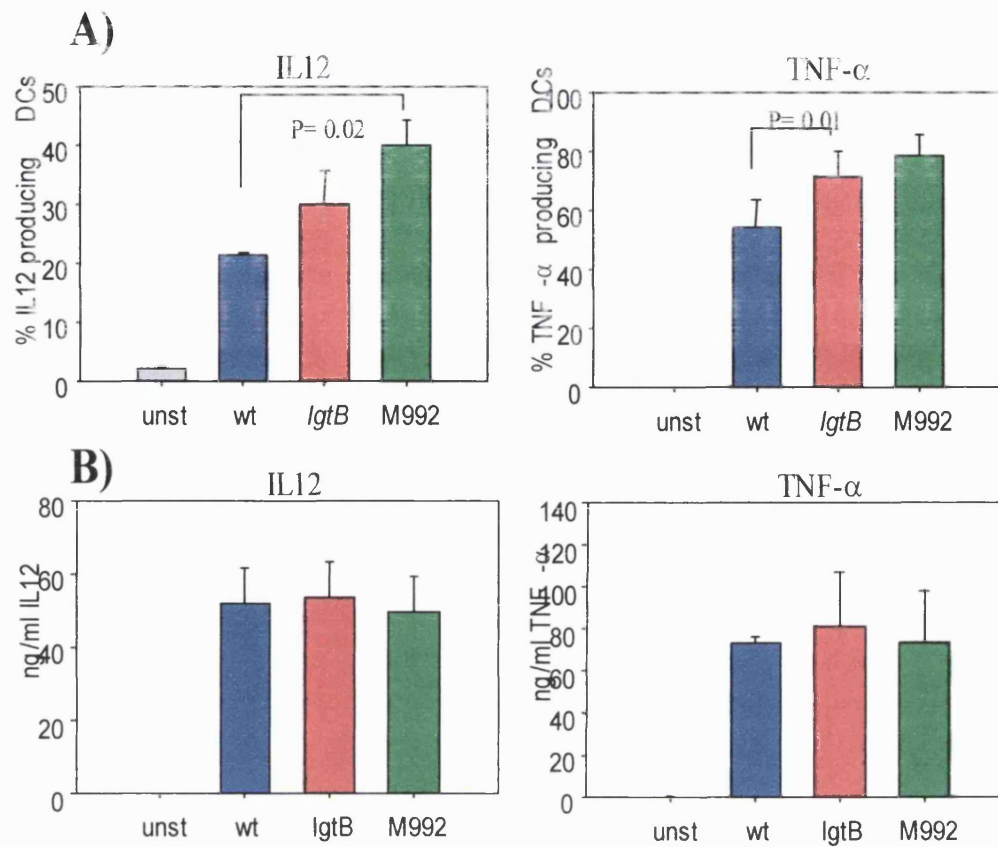 A)
IL12
% IL12 producing DCs
50
40
30
20
10
0
P= 0.02
unst wt lgtB M992
TNF-α
% TNF -α producing DCs
100
80
60
40
20
0
P= 0.01
unst wt lgtB M992
B)
IL12
ng/ml IL12
80
60
40
20
0
unst wt lgtB M992
TNF-α
ng/ml TNF -α
140
120
100
80
60
40
20
0
unst wt lgtB M992